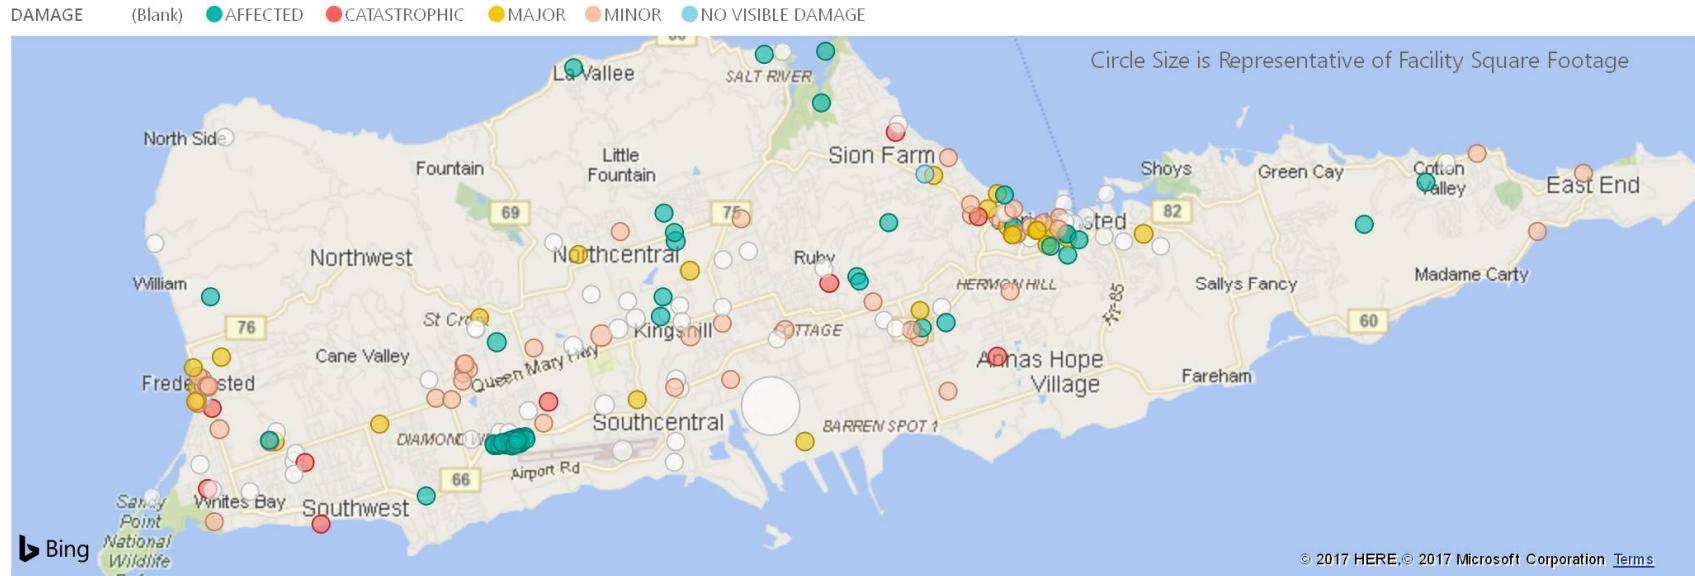 DAMAGE (Blank) AFFECTED CATASTROPHIC MAJOR MINOR NO VISIBLE DAMAGE
Circle Size is Representative of Facility Square Footage
La Vallee
SALT RIVER
North Side
Fountain
Little
Fountain
Sion Farm
Shoys
Green Cay
Cotton
Valley
East End
69
75
82
Northwest
Northcentral
Ruby
William
HERMON HILL
Sallys Fancy
Madame Carty
76
Kingshill
60
Cane Valley
Queen Mary Hwy
Annas Hope
Village
Fareham
Southcentral
BARREN SPOT 1
66
Airport Rd
Whites Bay
Southwest
Sandy
Point
National
Wildlife
Bing
© 2017 HERE, © 2017 Microsoft Corporation Terms